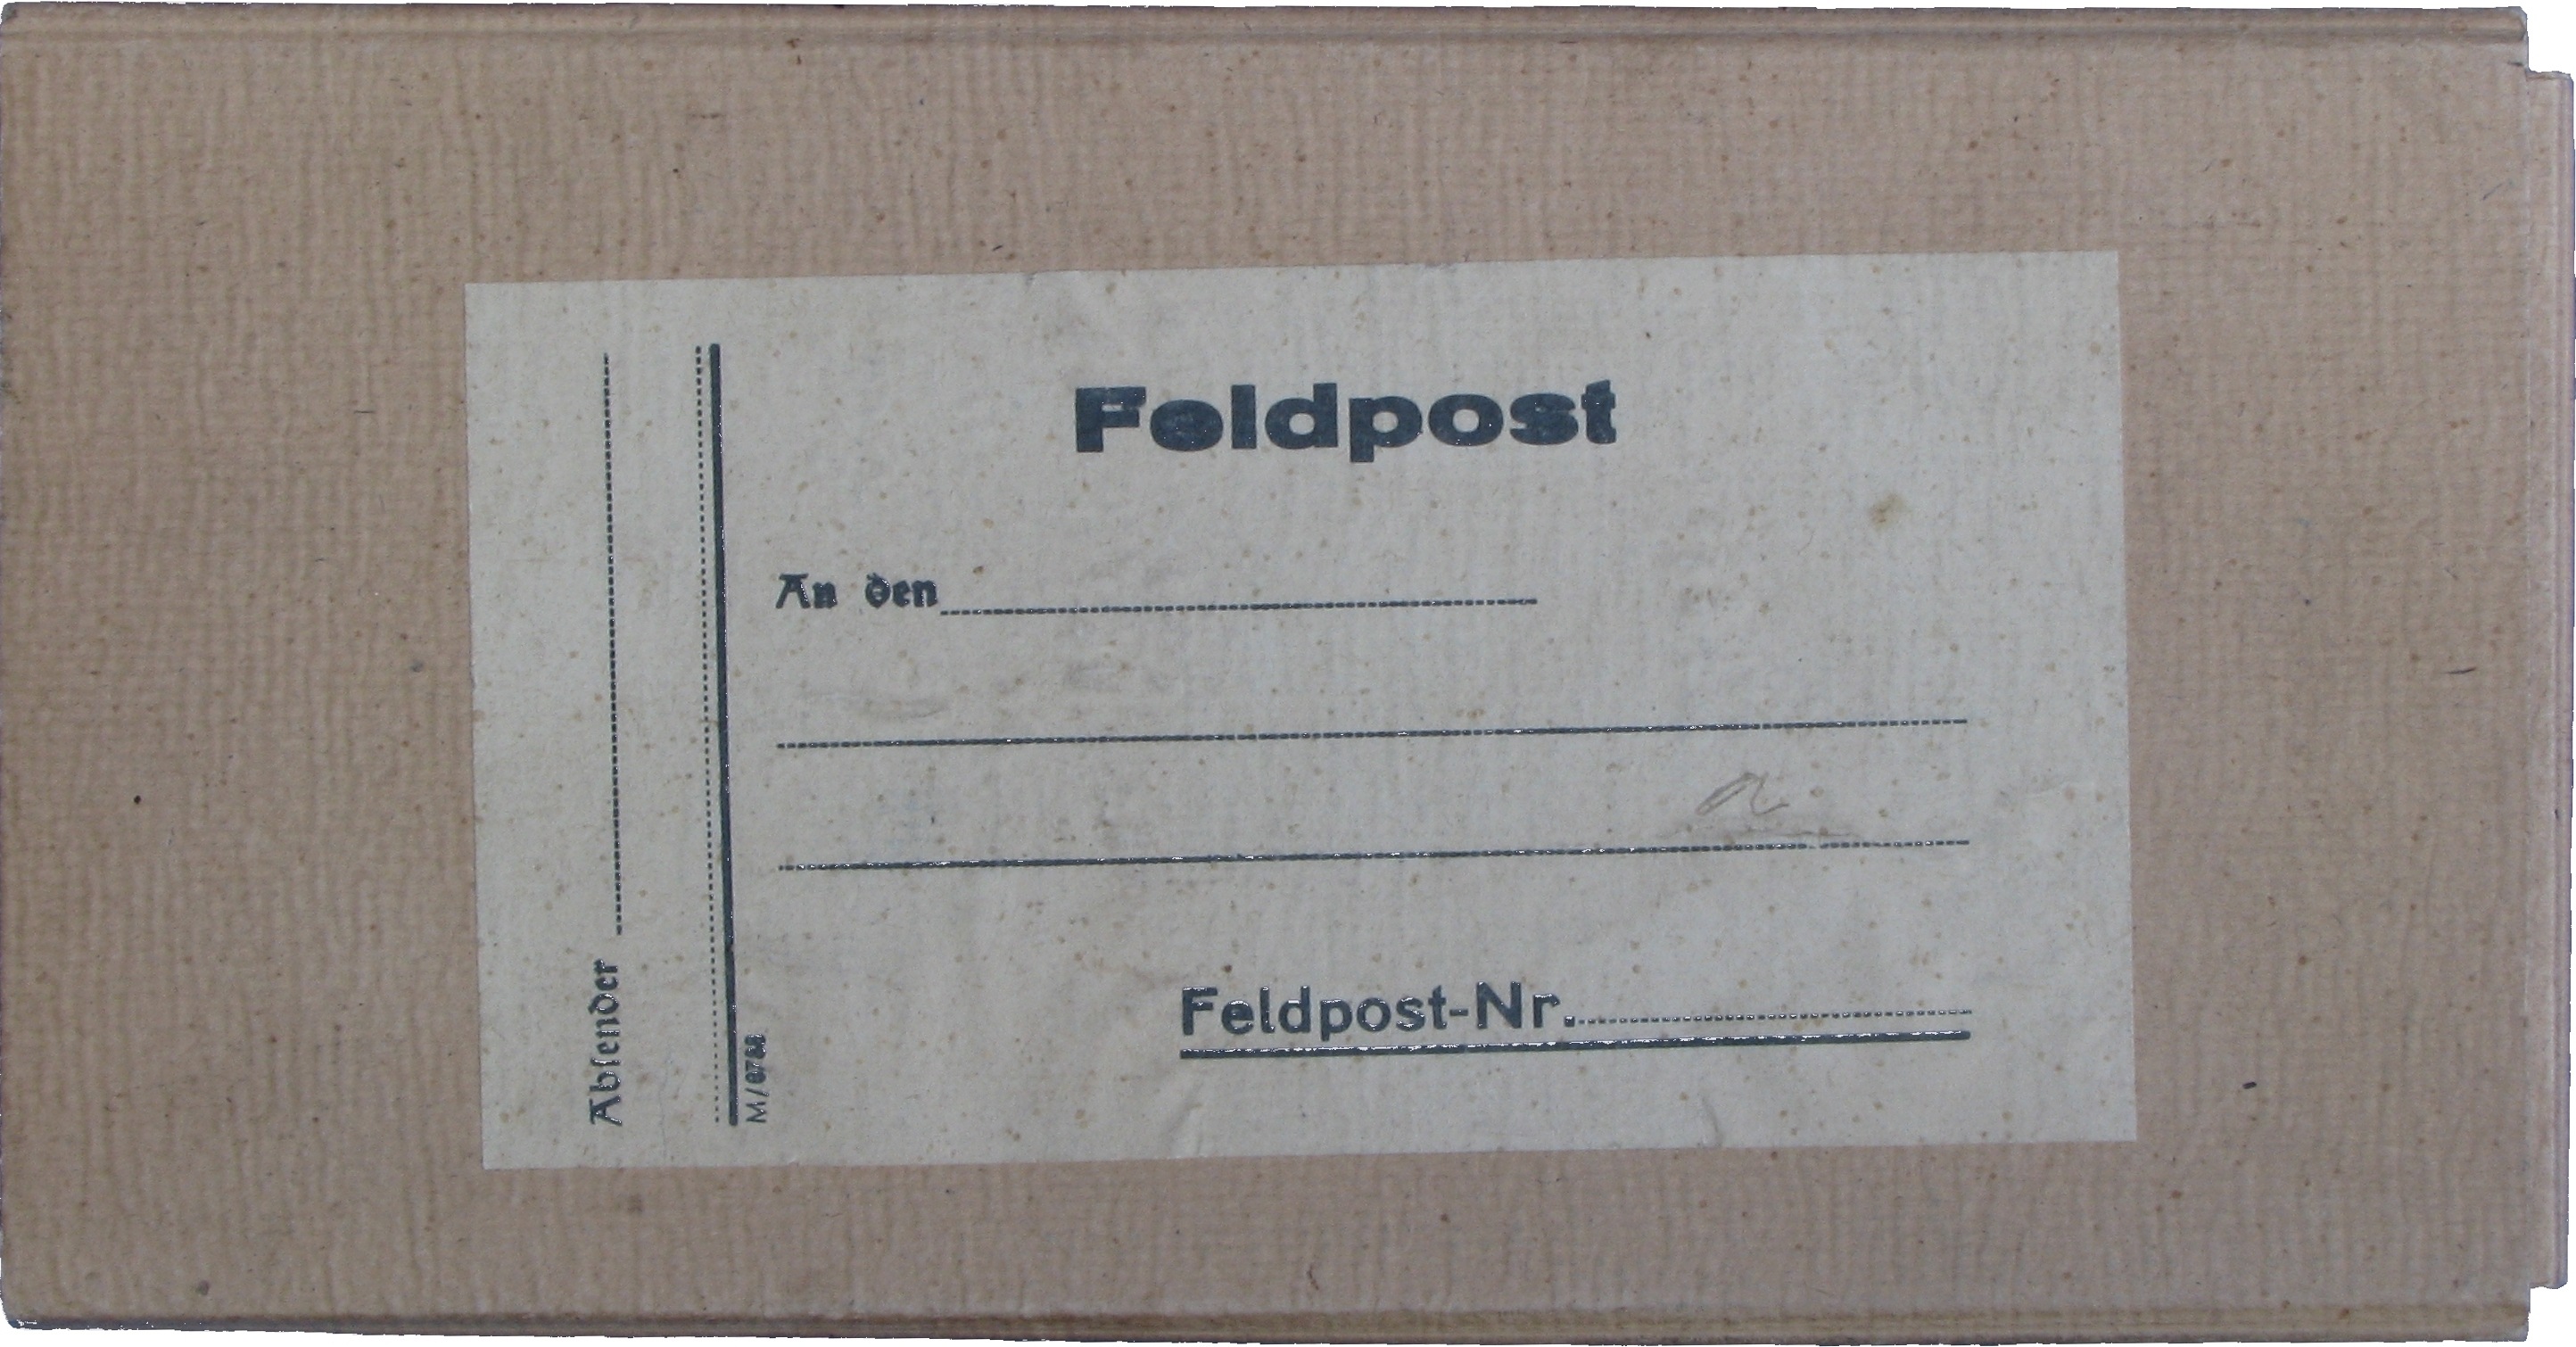 Feldpost
An den
Feldpost-Nr.
Abſender